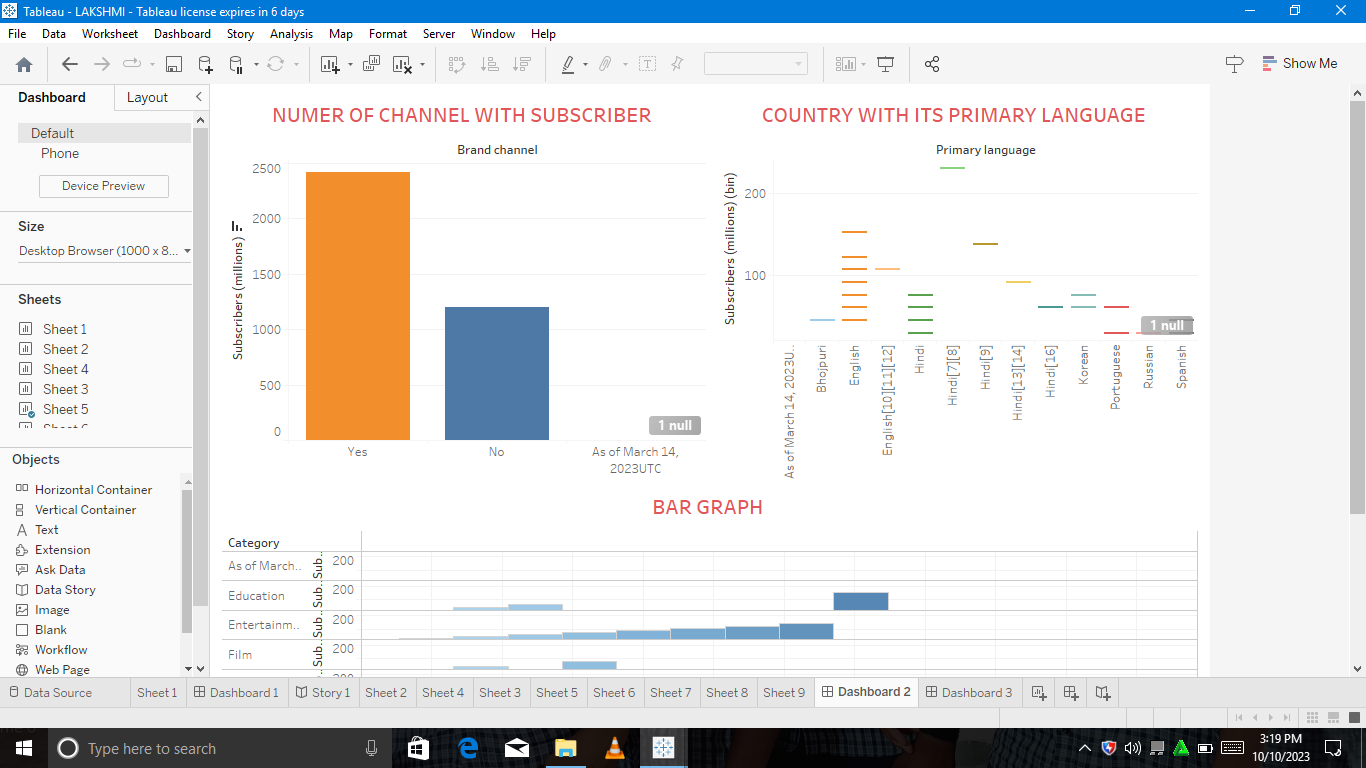 Tableau - LAKSHMI - Tableau license expires in 6 days
File Data Worksheet Dashboard Story Analysis Map Format Server Window Help
Show Me
Dashboard Layout
Default
Phone
Device Preview
Size
Desktop Browser (1000 x 8...
Sheets
Sheet 1
Sheet 2
Sheet 4
Sheet 3
Sheet 5
Objects
Horizontal Container
Vertical Container
Text
Extension
Ask Data
Data Story
Image
Blank
Workflow
Web Page
NUMER OF CHANNEL WITH SUBSCRIBER
Brand channel
Subscribers (millions)
2500
2000
1500
1000
500
0
1 null
Yes
No
As of March 14,
2023UTC
COUNTRY WITH ITS PRIMARY LANGUAGE
Primary language
Subscribers (millions) (bin)
200
100
1 null
As of March 14, 2023U..
Bhojpuri
English
English[10][11][12]
Hindi
Hindi[7][8]
Hindi[9]
Hindi[13][14]
Hindi[16]
Korean
Portuguese
Russian
Spanish
BAR GRAPH
Category
As of March.. Sub.. 200
Education Sub.. 200
Entertainm.. Sub.. 200
Film Sub.. 200
Data Source Sheet 1 Dashboard 1 Story 1 Sheet 2 Sheet 4 Sheet 3 Sheet 5 Sheet 6 Sheet 7 Sheet 8 Sheet 9 Dashboard 2 Dashboard 3
Type here to search
3:19 PM
10/10/2023